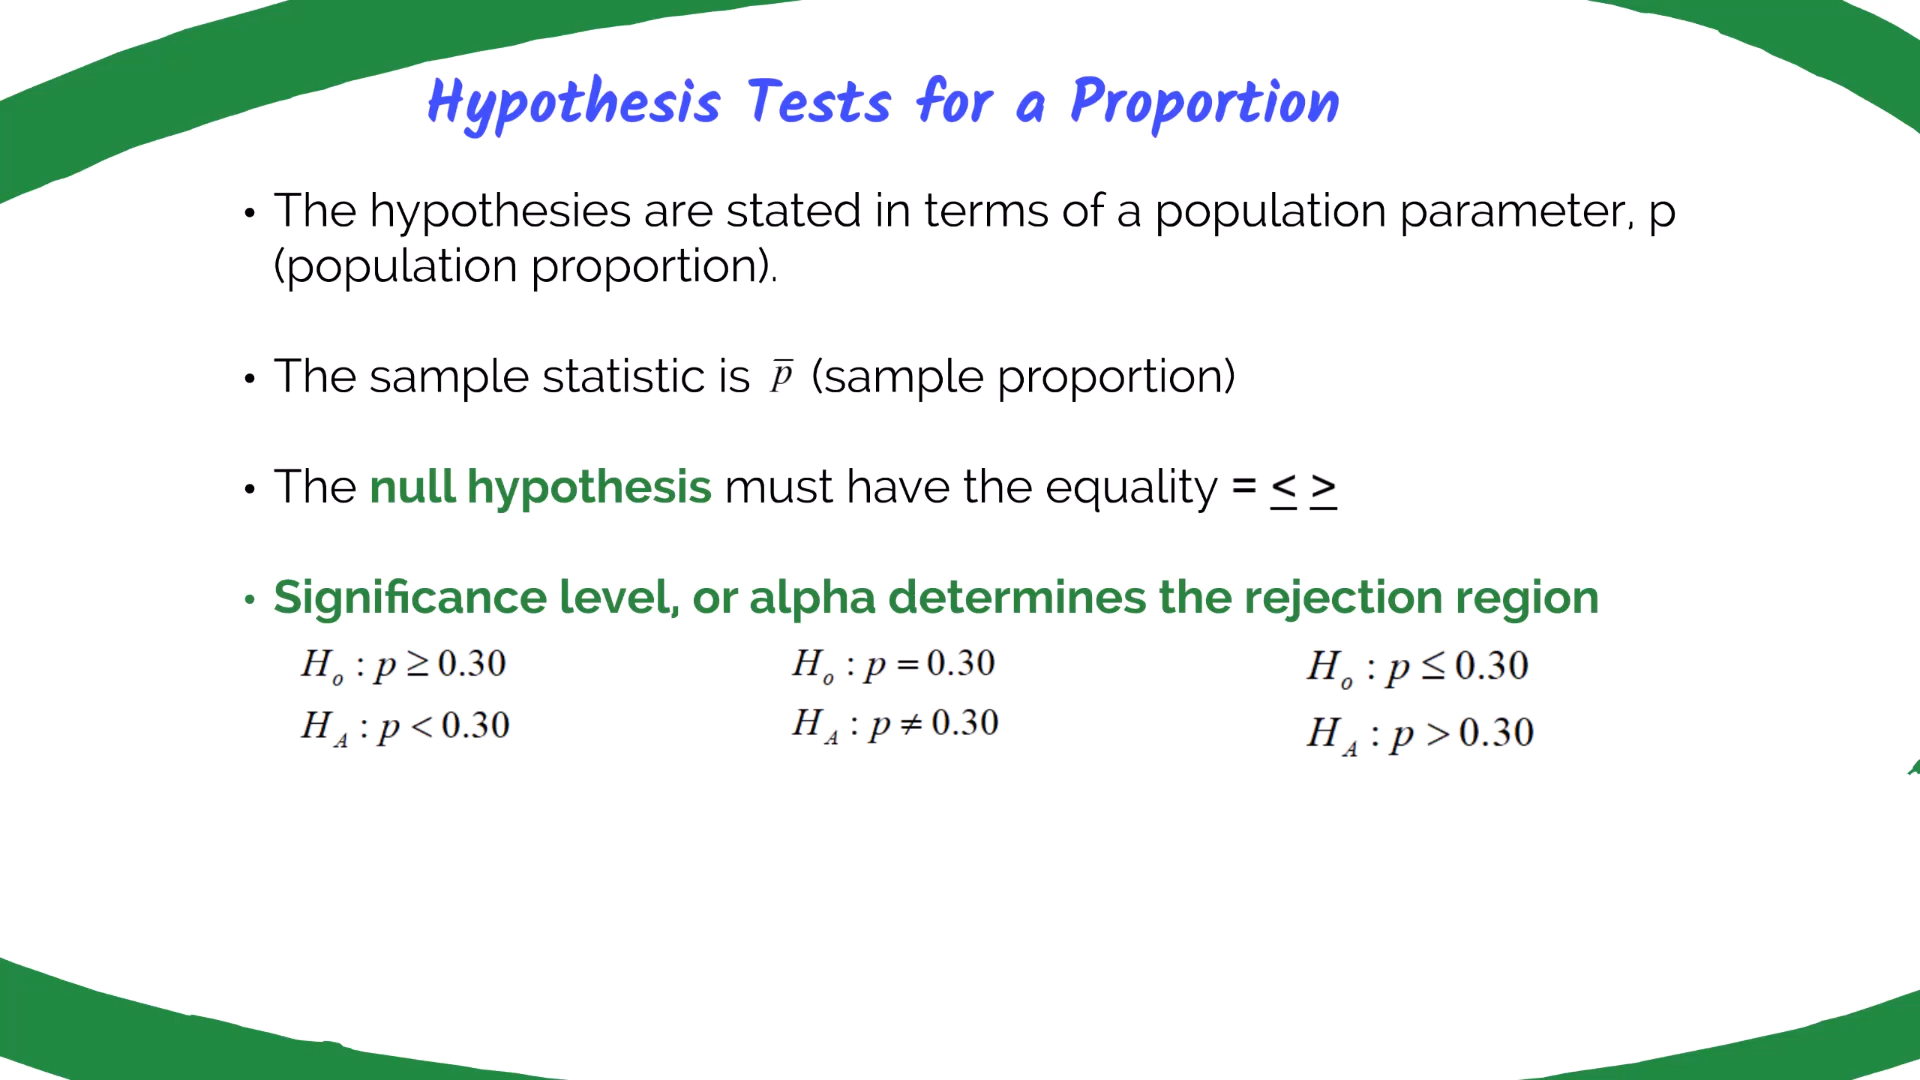 Hypothesis Tests for a Proportion
• The hypothesies are stated in terms of a population parameter, p
(population proportion).
• The sample statistic is p̅ (sample proportion)
• The null hypothesis must have the equality = ≤ ≥
• Significance level, or alpha determines the rejection region
Hₒ : p ≥ 0.30
H_A : p < 0.30
Hₒ : p = 0.30
H_A : p ≠ 0.30
Hₒ : p ≤ 0.30
H_A : p > 0.30